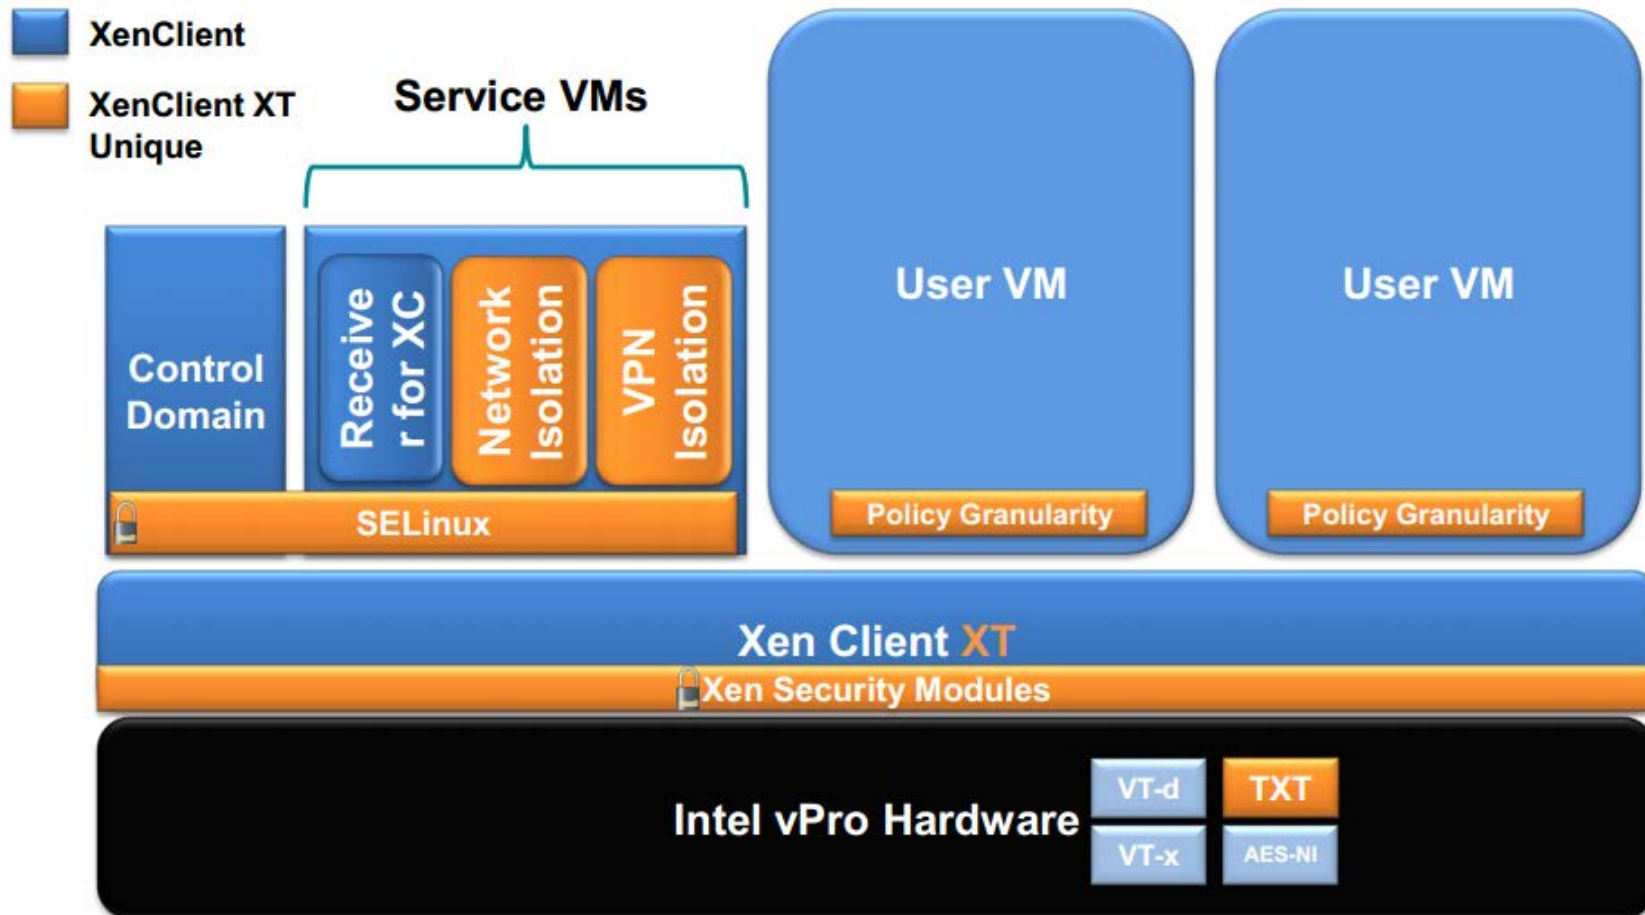 XenClient
XenClient XT
Unique
Service VMs
Control
Domain
Receive
r for XC
Network
Isolation
VPN
Isolation
SELinux
User VM
Policy Granularity
User VM
Policy Granularity
Xen Client XT
Xen Security Modules
Intel vPro Hardware
VT-d
TXT
VT-x
AES-NI